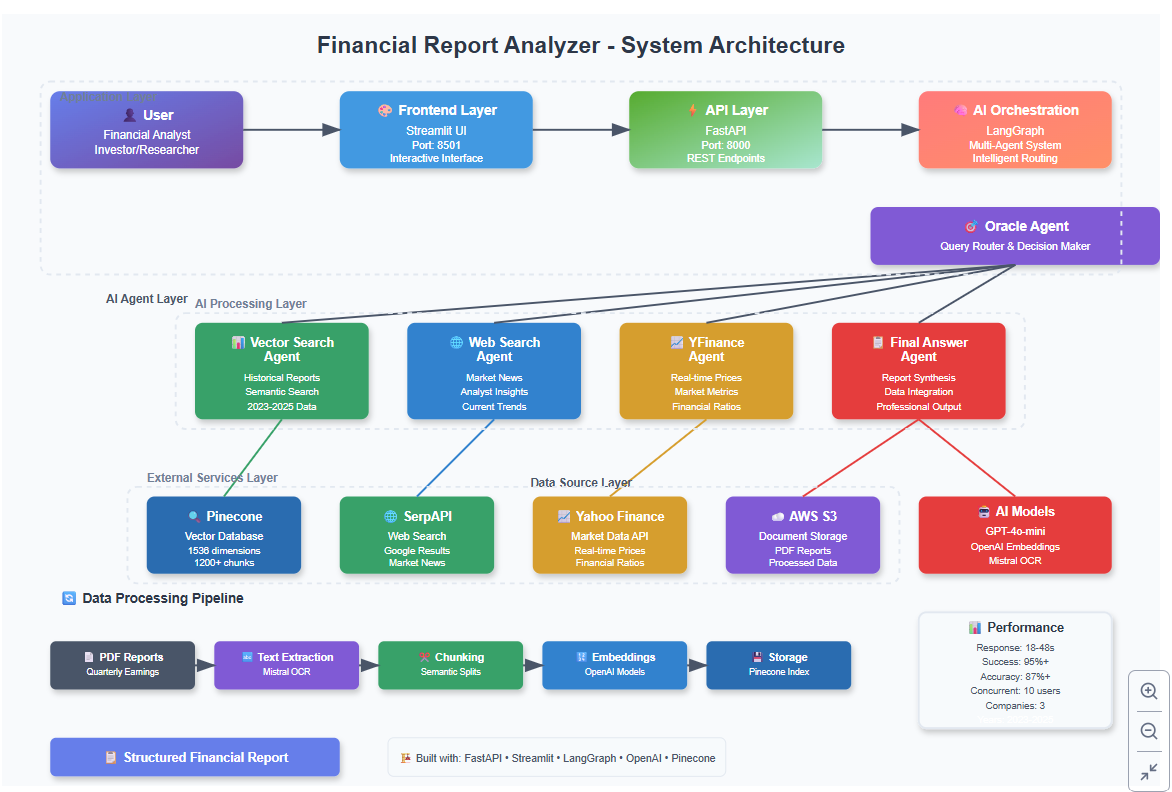 Financial Report Analyzer - System Architecture
Application Layer
User
Financial Analyst
Investor/Researcher
Frontend Layer
Streamlit UI
Port: 8501
Interactive Interface
API Layer
FastAPI
Port: 8000
REST Endpoints
AI Orchestration
LangGraph
Multi-Agent System
Intelligent Routing
Oracle Agent
Query Router & Decision Maker
AI Agent Layer
AI Processing Layer
Vector Search
Agent
Historical Reports
Semantic Search
2023-2025 Data
Web Search
Agent
Market News
Analyst Insights
Current Trends
YFinance
Agent
Real-time Prices
Market Metrics
Financial Ratios
Final Answer
Agent
Report Synthesis
Data Integration
Professional Output
External Services Layer
Data Source Layer
Pinecone
Vector Database
1536 dimensions
1200+ chunks
SerpAPI
Web Search
Google Results
Market News
Yahoo Finance
Market Data API
Real-time Prices
Financial Ratios
AWS S3
Document Storage
PDF Reports
Processed Data
AI Models
GPT-4o-mini
OpenAI Embeddings
Mistral OCR
Data Processing Pipeline
PDF Reports
Quarterly Earnings
Text Extraction
Mistral OCR
Chunking
Semantic Splits
Embeddings
OpenAI Models
Storage
Pinecone Index
Performance
Response: 18-48s
Success: 95%+
Accuracy: 87%+
Concurrent: 10 users
Companies: 3
Structured Financial Report
Built with: FastAPI • Streamlit • LangGraph • OpenAI • Pinecone